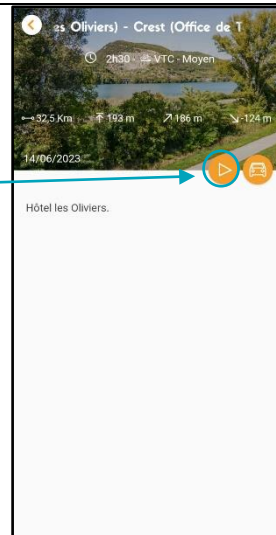 es Oliviers) - Crest (Office de T
2h30 - VTC - Moyen
32,5 Km 193 m 186 m -124 m
14/06/2023
Hôtel les Oliviers.